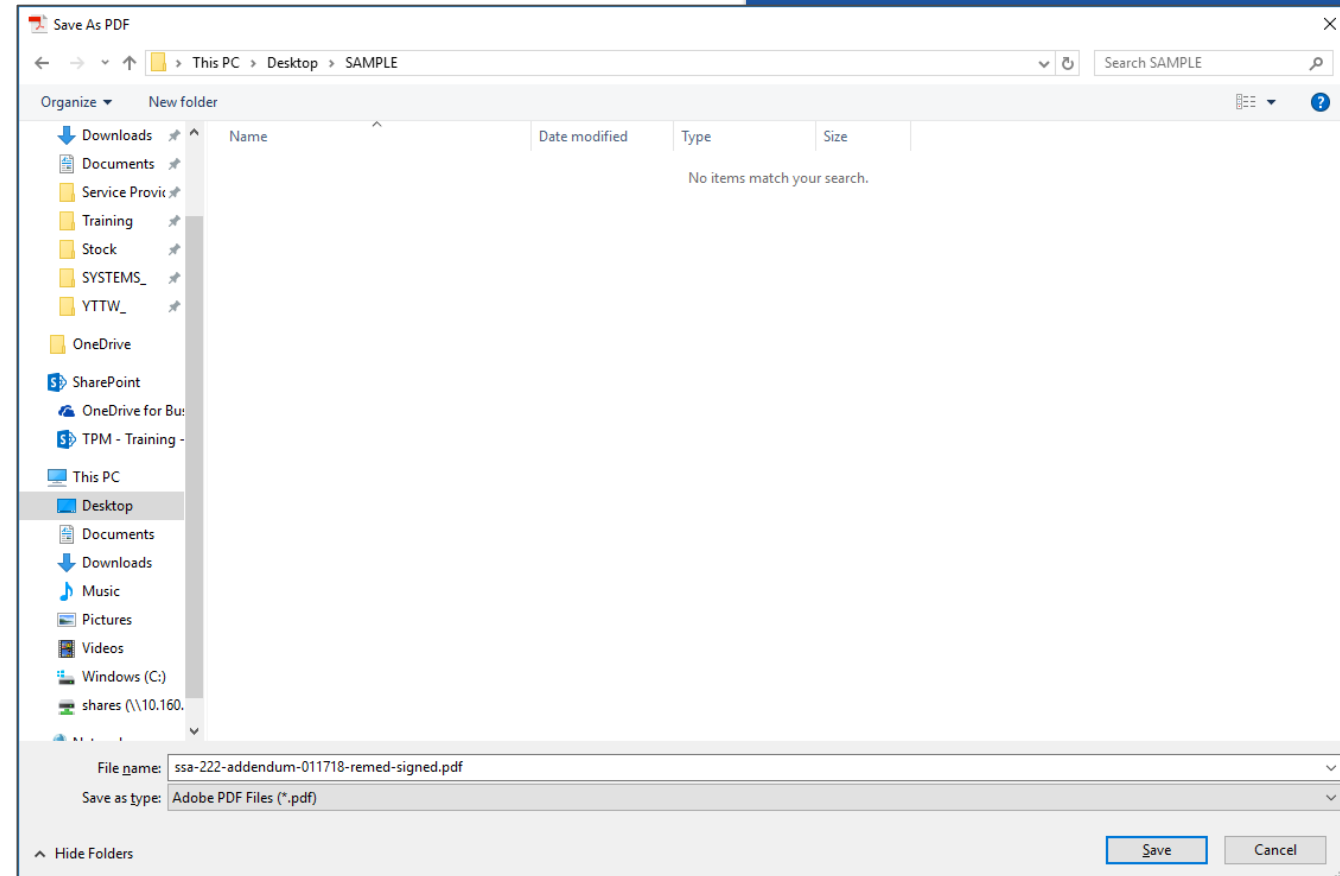 Save As PDF
This PC > Desktop > SAMPLE
Search SAMPLE
Organize
New folder
Name
Date modified
Type
Size
No items match your search.
Downloads
Documents
Service Provic
Training
Stock
SYSTEMS_
YTTW_
OneDrive
SharePoint
OneDrive for Bus
TPM - Training -
This PC
Desktop
Documents
Downloads
Music
Pictures
Videos
Windows (C:)
shares (\\10.160.
File name: ssa-222-addendum-011718-remed-signed.pdf
Save as type: Adobe PDF Files (*.pdf)
Hide Folders
Save
Cancel